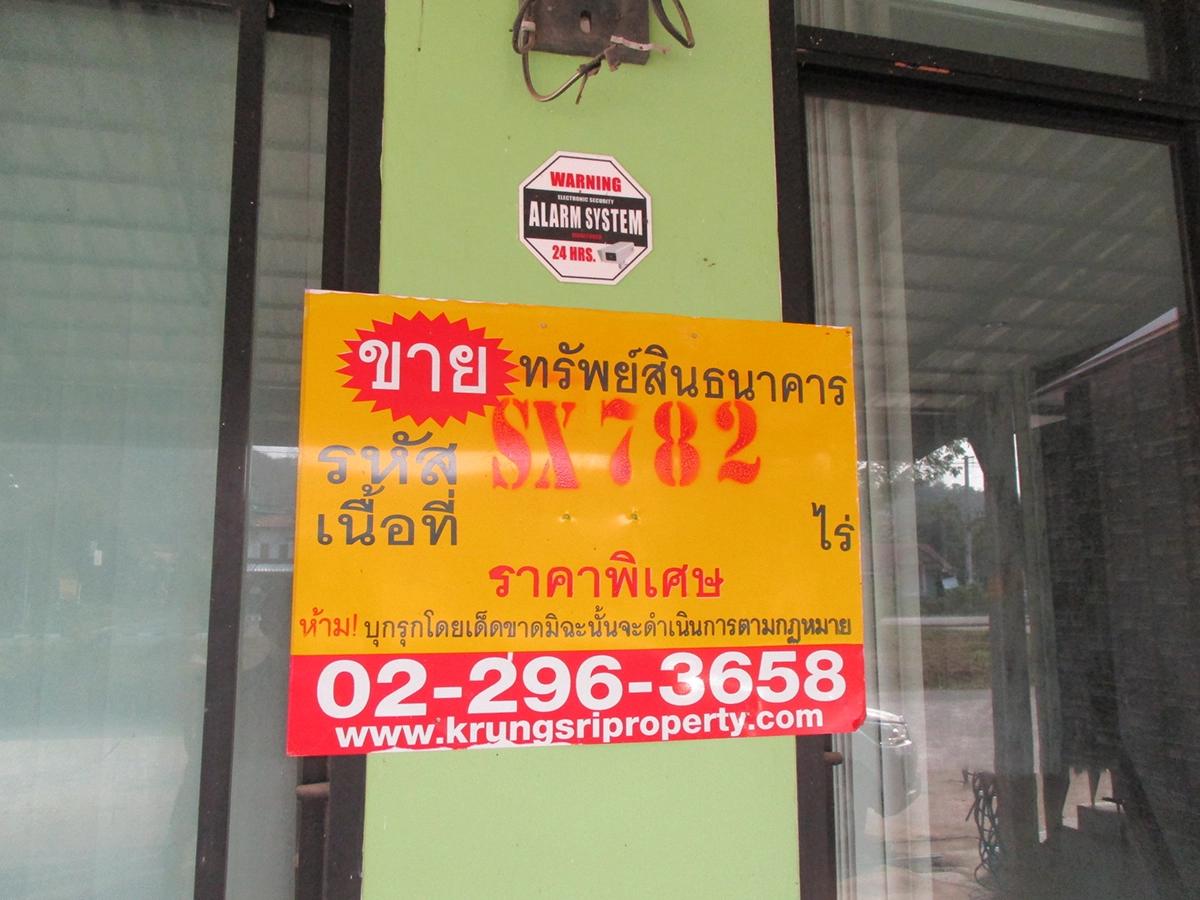 WARNING
ELECTRONIC SECURITY
ALARM SYSTEM
24 HRS.
ขาย ทรัพย์สินธนาคาร
รหัส SX 782
เนื้อที่ ไร่
ราคาพิเศษ
ห้าม! บุกรุกโดยเด็ดขาดมิฉะนั้นจะดำเนินการตามกฎหมาย
02-296-3658
www.krungsriproperty.com